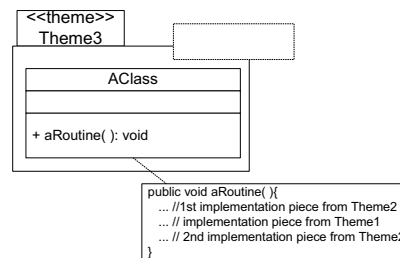 <<theme>>
Theme3
AClass
+ aRoutine( ): void
public void aRoutine( ){
... //1st implementation piece from Theme2
... // implementation piece from Theme1
... // 2nd implementation piece from Theme2
}